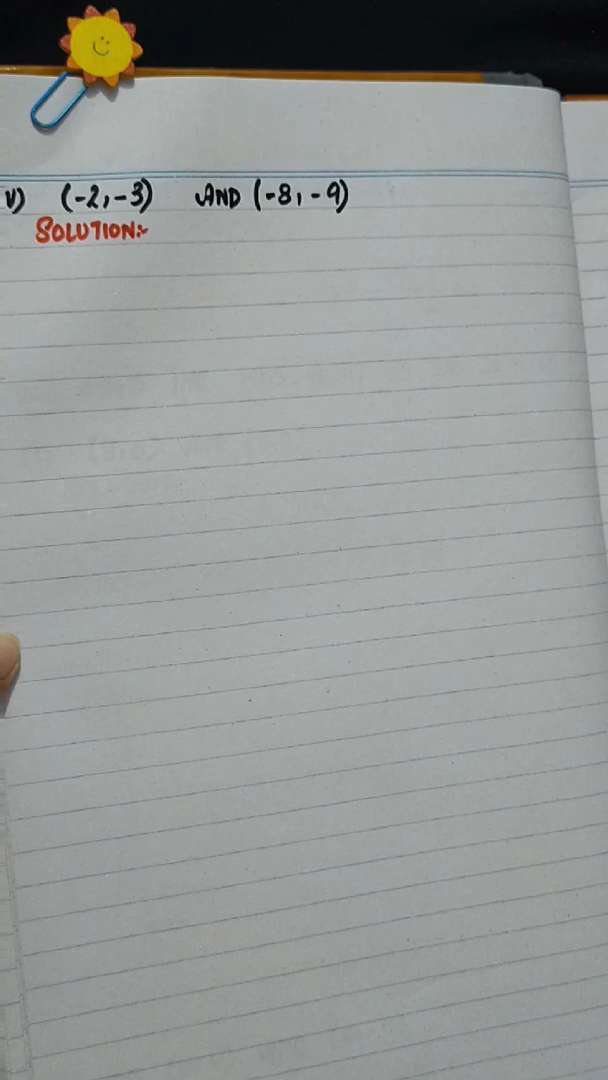 V) (-2,-3) AND (-8,-9)
SOLUTION:-